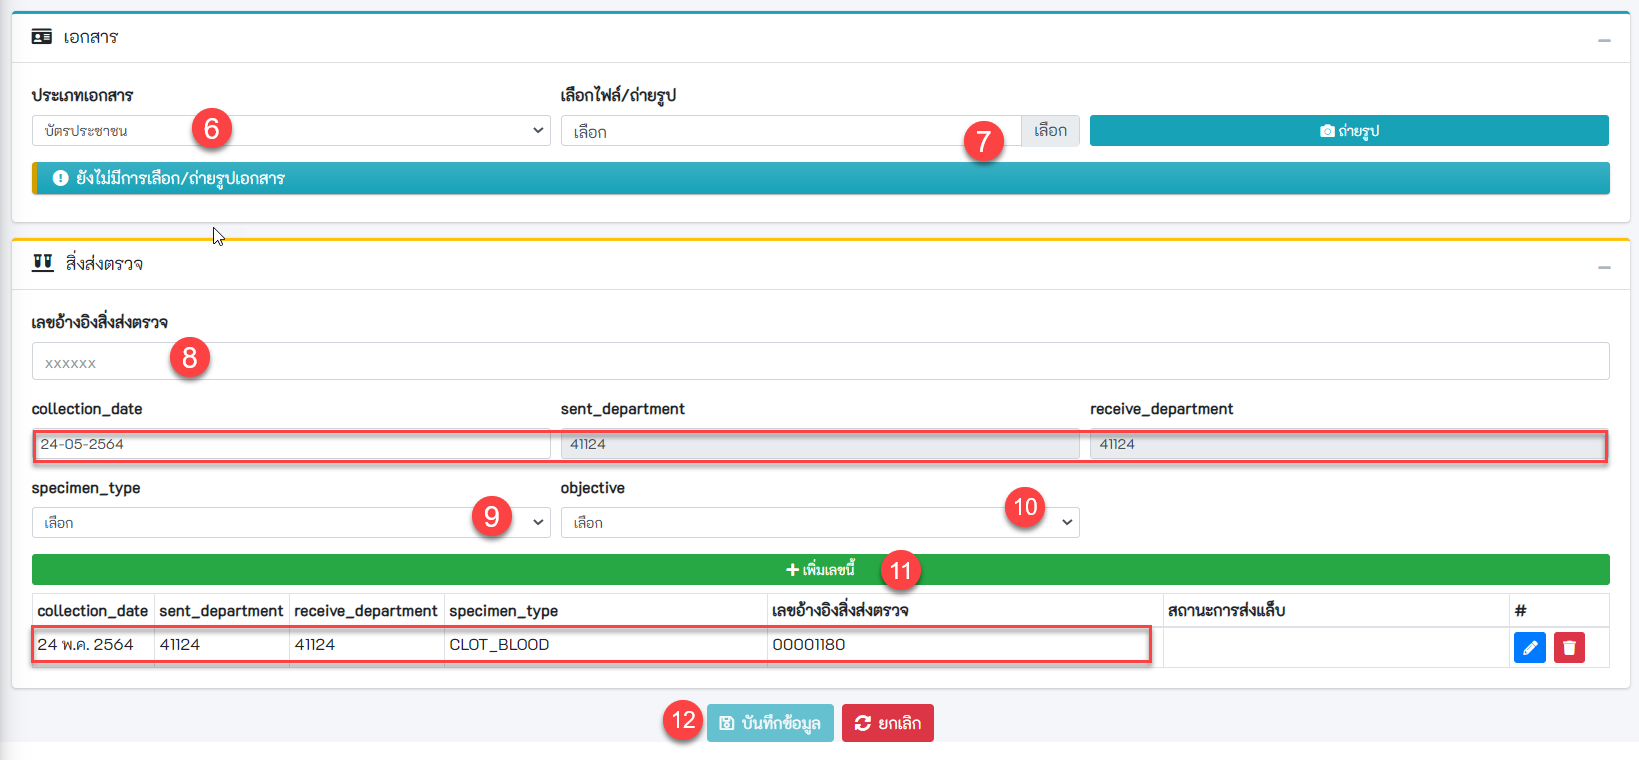 เอกสาร
ประเภทเอกสาร เลือกไฟล์/ถ่ายรูป
บัตรประชาชน 6 เลือก 7 เลือก ถ่ายรูป
ยังไม่มีการเลือก/ถ่ายรูปเอกสาร
สิ่งส่งตรวจ
เลขอ้างอิงสิ่งส่งตรวจ
xxxxxx 8
collection_date sent_department receive_department
24-05-2564 41124 41124
specimen_type objective
เลือก 9 เลือก 10
เพิ่มเลขนี้ 11
collection_date sent_department receive_department specimen_type เลขอ้างอิงสิ่งส่งตรวจ สถานะการส่งแล็บ #
24 พ.ค. 2564 41124 41124 CLOT_BLOOD 00001180
12 บันทึกข้อมูล ยกเลิก